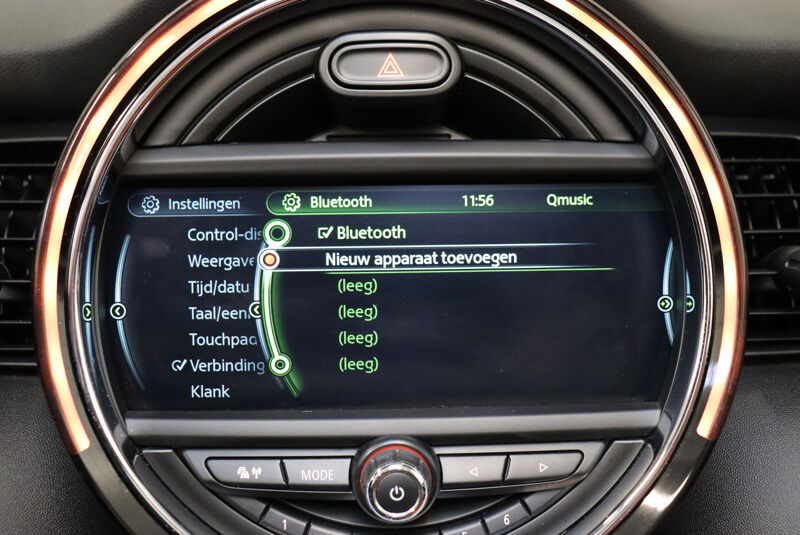 Instellingen Bluetooth 11:56 Qmusic
Control-dis
Bluetooth
Weergave
Nieuw apparaat toevoegen
Tijd/datu
(leeg)
Taal/een
(leeg)
Touchpad
(leeg)
Verbinding
(leeg)
Klank
MODE
1
6